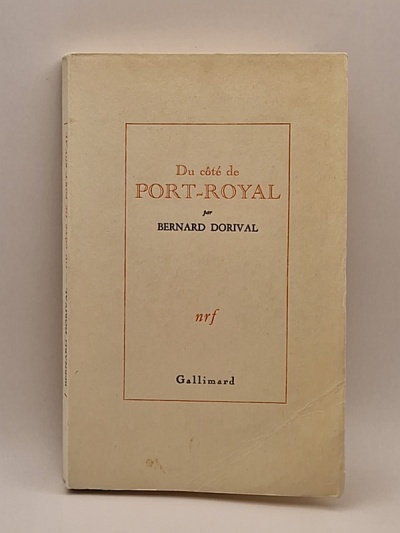 Du côté de
PORT-ROYAL
par
BERNARD DORIVAL
nrf
Gallimard